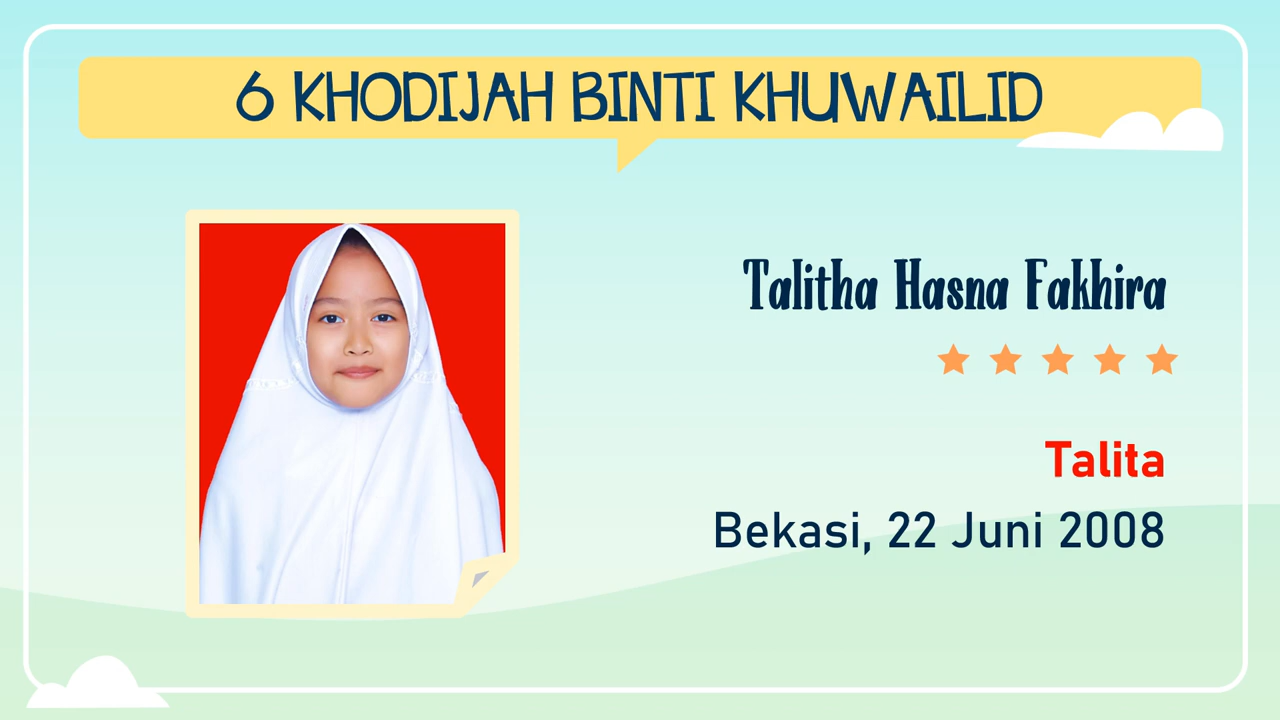 6 KHODIJAH BINTI KHUWAILID
Talitha Hasna Fakhira
Talita
Bekasi, 22 Juni 2008